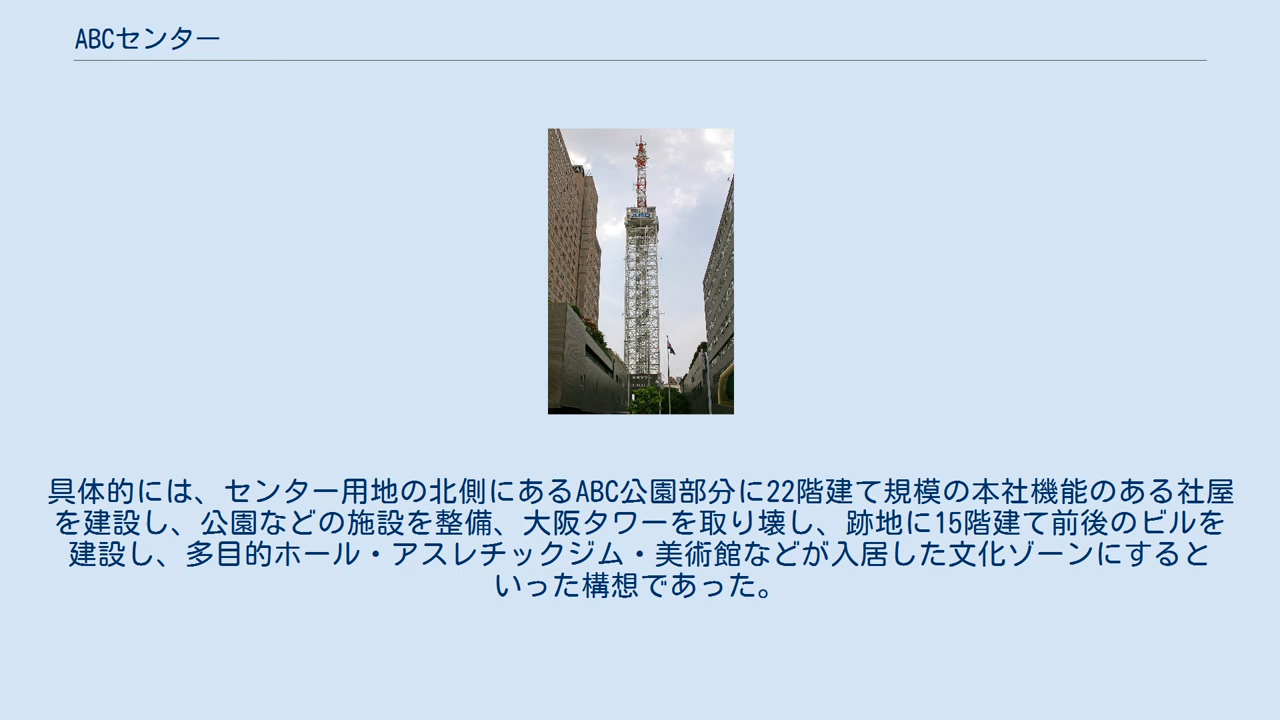 ABCセンター
ABC
具体的には、センター用地の北側にあるABC公園部分に22階建て規模の本社機能のある社屋
を建設し、公園などの施設を整備、大阪タワーを取り壊し、跡地に15階建て前後のビルを
建設し、多目的ホール・アスレチックジム・美術館などが入居した文化ゾーンにすると
いった構想であった。